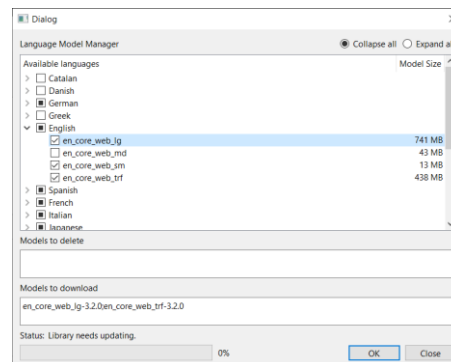 Dialog
Language Model Manager Collapse all Expand al
Available languages Model Size
Catalan
Danish
German
Greek
English
en_core_web_lg 741 MB
en_core_web_md 43 MB
en_core_web_sm 13 MB
en_core_web_trf 438 MB
Spanish
French
Italian
Japanese
Models to delete
Models to download
en_core_web_lg-3.2.0;en_core_web_trf-3.2.0
Status: Library needs updating.
0% OK Close